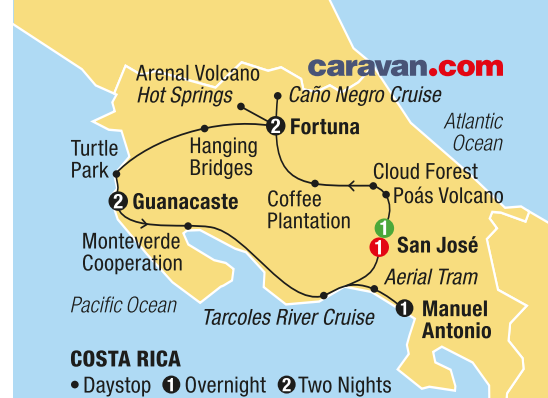 caravan.com
Arenal Volcano
Hot Springs
Caño Negro Cruise
Atlantic
Ocean
2 Fortuna
Hanging
Bridges
Turtle
Park
Cloud Forest
Poás Volcano
Coffee
Plantation
2 Guanacaste
1
1 San José
Monteverde
Cooperation
Aerial Tram
Pacific Ocean
Tarcoles River Cruise
1 Manuel
Antonio
COSTA RICA
• Daystop 1 Overnight 2 Two Nights